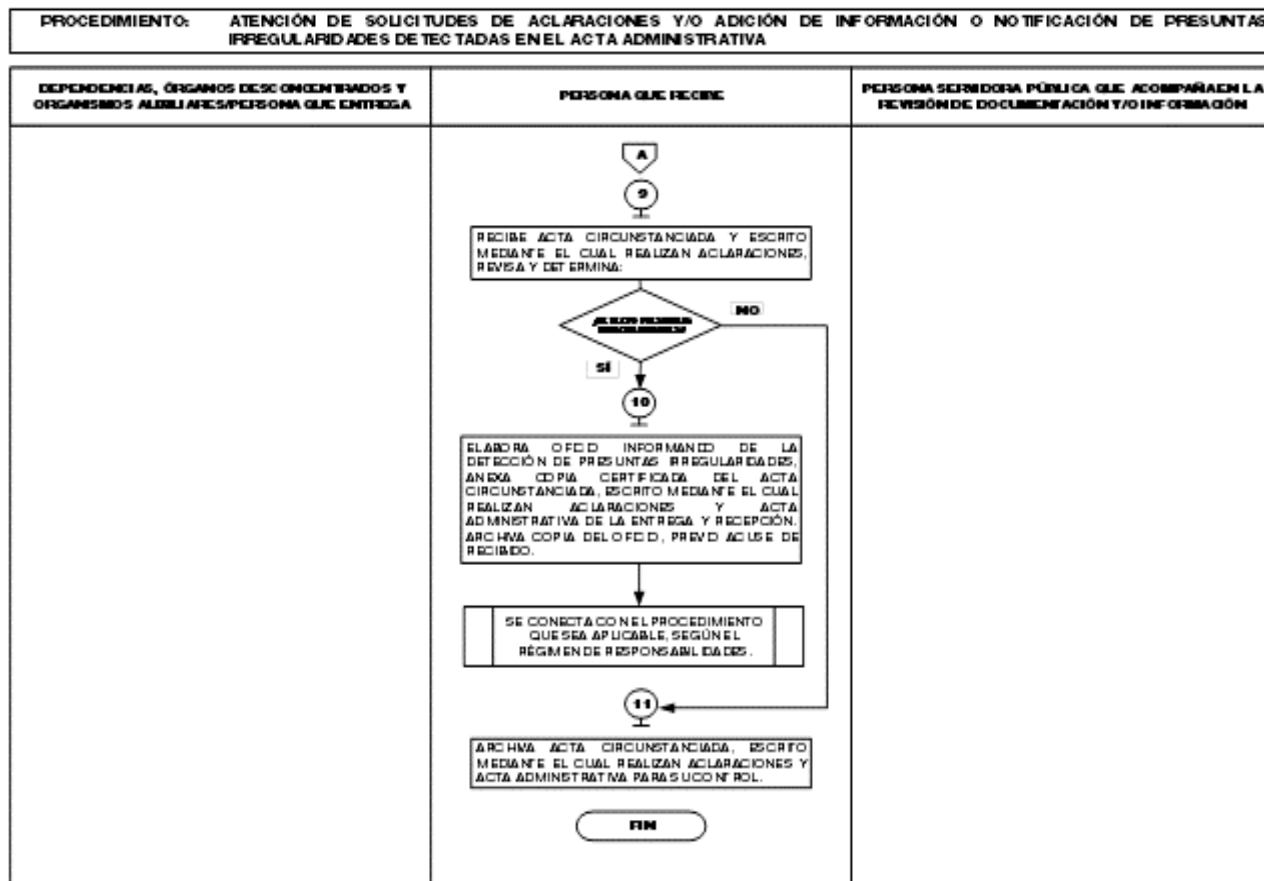 PROCEDIMIENTO: ATENCIÓN DE SOLICITUDES DE ACLARACIONES Y/O ADICIÓN DE INFORMACIÓN O NOTIFICACIÓN DE PRESUNTAS
IRREGULARIDADES DETECTADAS EN EL ACTA ADMINISTRATIVA
DEPENDENCIAS, ÓRGANOS DESCONCENTRADOS Y
ORGANISMOS AUXILIARES/PERSONA QUE ENTREGA
PERSONA QUE RECIBE
PERSONA SERVIDORA PÚBLICA QUE ACOMPAÑA EN LA
REVISIÓN DE DOCUMENTACIÓN Y/O INFORMACIÓN
A
9
RECIBE ACTA CIRCUNSTANCIADA Y ESCRITO
MEDIANTE EL CUAL REALIZAN ACLARACIONES,
REVISA Y DETERMINA:
NO
SÍ
10
ELABORA OFICIO INFORMANDO DE LA
DETECCIÓN DE PRESUNTAS IRREGULARIDADES,
ANEXA COPIA CERTIFICADA DEL ACTA
CIRCUNSTANCIADA, ESCRITO MEDIANTE EL CUAL
REALIZAN ACLARACIONES Y ACTA
ADMINISTRATIVA DE LA ENTREGA Y RECEPCIÓN.
ARCHIVA COPIA DEL OFICIO, PREVIO ACUSE DE
RECIBIDO.
SE CONECTA CON EL PROCEDIMIENTO
QUE SEA APLICABLE, SEGÚN EL
RÉGIMEN DE RESPONSABILIDADES.
11
ARCHIVA ACTA CIRCUNSTANCIADA, ESCRITO
MEDIANTE EL CUAL REALIZAN ACLARACIONES Y
ACTA ADMINISTRATIVA PARA SU CONTROL.
FIN